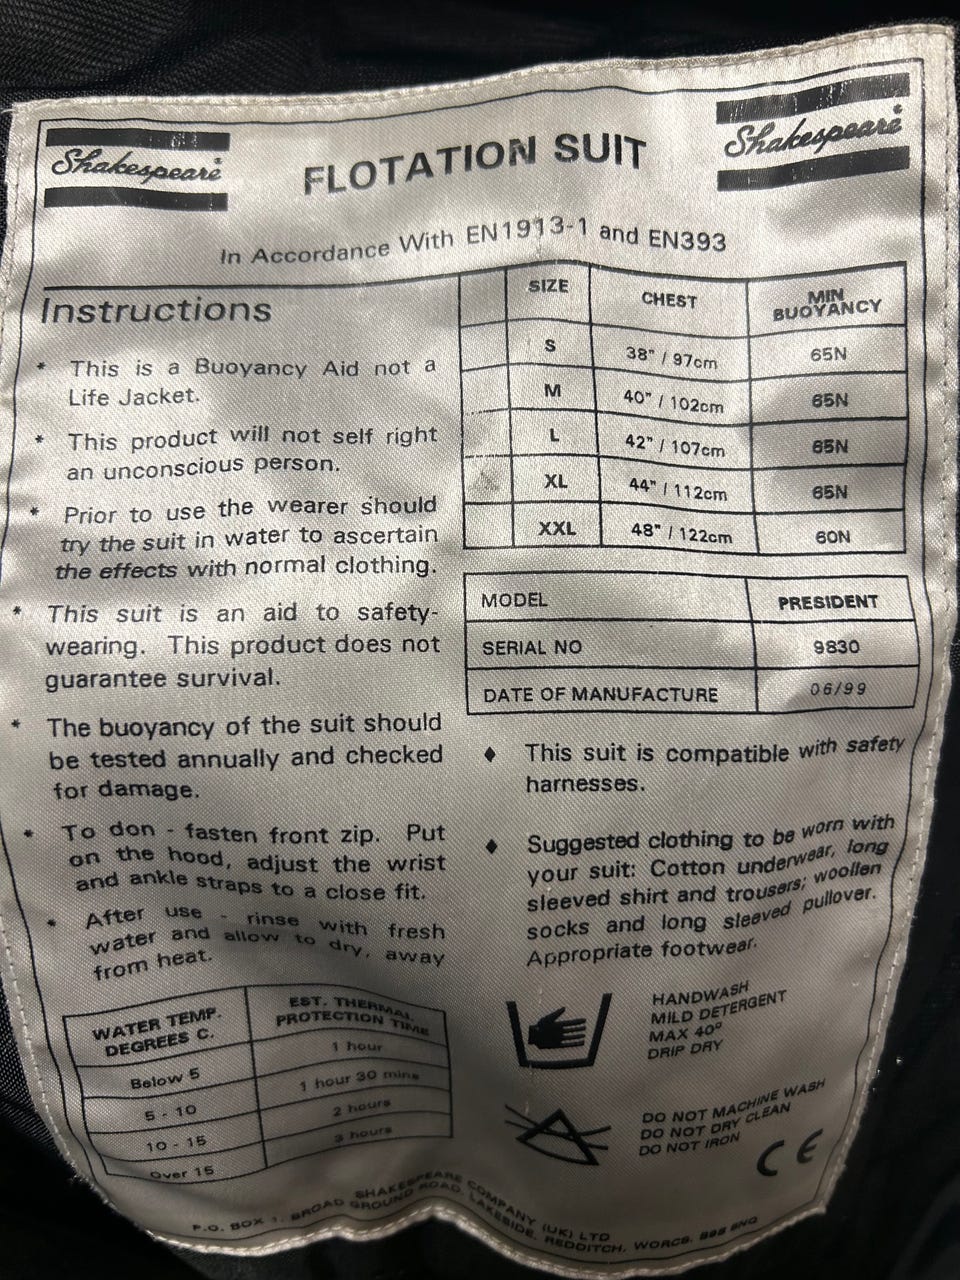 Shakespeare
FLOTATION SUIT
Shakespeare
In Accordance With EN1913-1 and EN393
Instructions
* This is a Buoyancy Aid not a
Life Jacket.
* This product will not self right
an unconscious person.
* Prior to use the wearer should
try the suit in water to ascertain
the effects with normal clothing.
* This suit is an aid to safety-
wearing. This product does not
guarantee survival.
* The buoyancy of the suit should
be tested annually and checked
for damage.
* To don - fasten front zip. Put
on the hood, adjust the wrist
and ankle straps to a close fit.
* After use - rinse with fresh
water and allow to dry, away
from heat.
WATER TEMP. DEGREES C. EST. THERMAL PROTECTION TIME
Below 5 1 hour
5 - 10 1 hour 30 mins
10 - 15 2 hours
Over 15 3 hours
SIZE CHEST MIN BUOYANCY
S 38" / 97cm 65N
M 40" / 102cm 65N
L 42" / 107cm 65N
XL 44" / 112cm 65N
XXL 48" / 122cm 60N
MODEL PRESIDENT
SERIAL NO 9830
DATE OF MANUFACTURE 06/99
♦ This suit is compatible with safety
harnesses.
♦ Suggested clothing to be worn with
your suit: Cotton underwear, long
sleeved shirt and trousers; woollen
socks and long sleeved pullover.
Appropriate footwear.
HANDWASH
MILD DETERGENT
MAX 40°
DRIP DRY
DO NOT MACHINE WASH
DO NOT DRY CLEAN
DO NOT IRON
CE
SHAKESPEARE COMPANY (UK) LTD
P.O. BOX 1, BROAD GROUND ROAD, LAKESIDE, REDDITCH, WORCS.